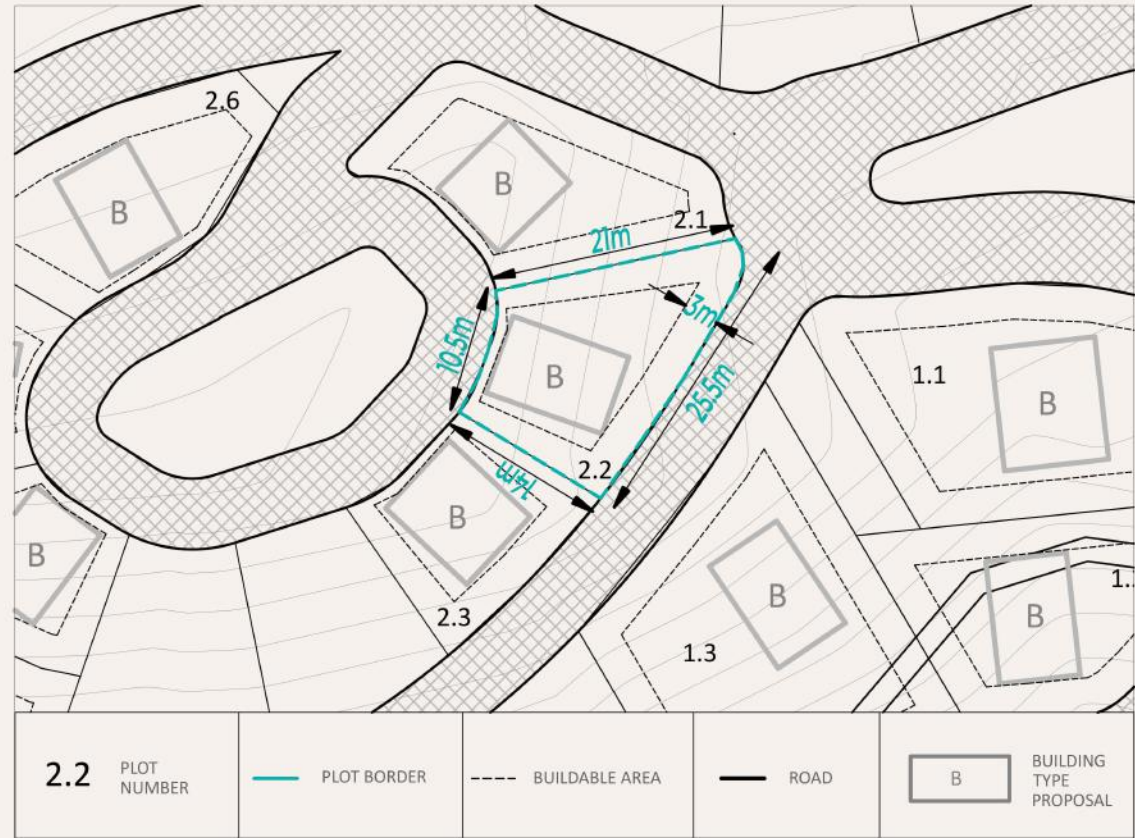 2.6
B
B
2.1
21m
3m
10.5m
B
25.5m
1.1
B
2.2
14m
B
B
2.3
B
1.3
B
2.2
PLOT
NUMBER
PLOT BORDER
BUILDABLE AREA
ROAD
B
BUILDING
TYPE
PROPOSAL